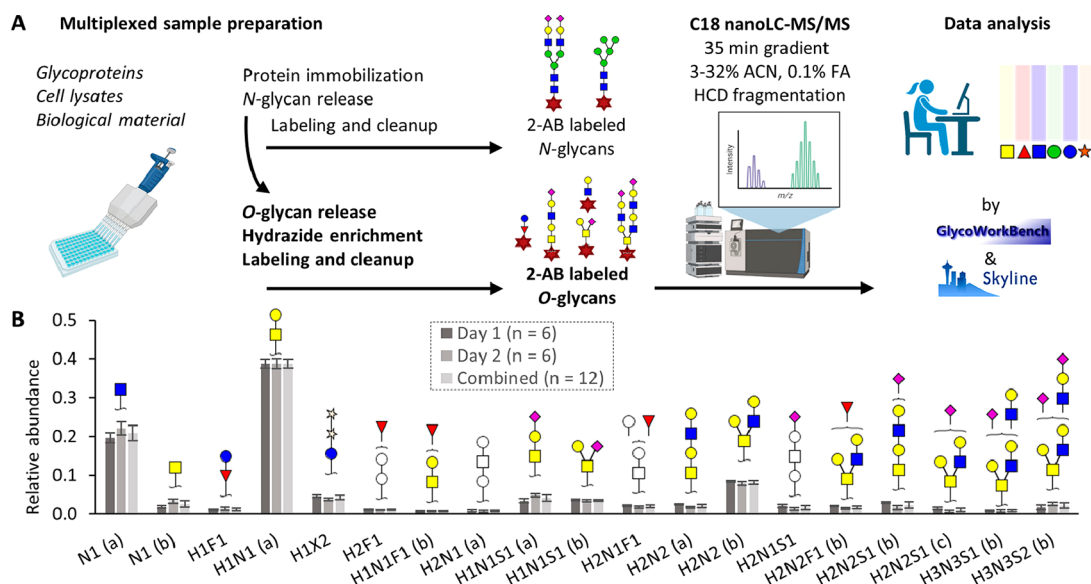 A
Multiplexed sample preparation
Glycoproteins
Cell lysates
Biological material
Protein immobilization
N-glycan release
Labeling and cleanup
O-glycan release
Hydrazide enrichment
Labeling and cleanup
2-AB labeled
N-glycans
2-AB labeled
O-glycans
C18 nanoLC-MS/MS
35 min gradient
3-32% ACN, 0.1% FA
HCD fragmentation
Intensity
m/z
Data analysis
by
GlycoWorkBench
&
Skyline
B
Relative abundance
0.5
0.4
0.3
0.2
0.1
0.0
Day 1 (n = 6)
Day 2 (n = 6)
Combined (n = 12)
N1 (a)
N1 (b)
H1F1
H1N1 (a)
H1X2
H2F1
H1N1F1 (b)
H2N1 (a)
H1N1S1 (a)
H1N1S1 (b)
H2N1F1
H2N2 (a)
H2N2 (b)
H2N1S1
H2N2F1 (b)
H2N2S1 (b)
H2N2S1 (c)
H3N3S1 (b)
H3N3S2 (b)